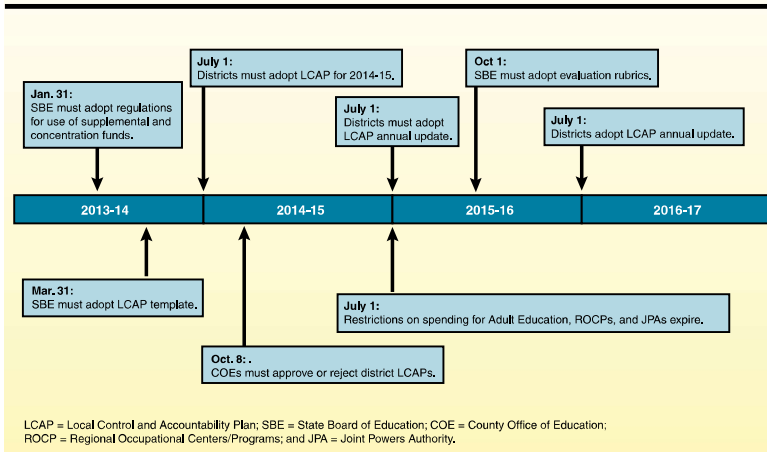 July 1:
Districts must adopt LCAP for 2014-15.
Oct 1:
SBE must adopt evaluation rubrics.
Jan. 31:
SBE must adopt regulations
for use of supplemental and
concentration funds.
July 1:
Districts must adopt
LCAP annual update.
July 1:
Districts adopt LCAP annual update.
2013-14
2014-15
2015-16
2016-17
Mar. 31:
SBE must adopt LCAP template.
July 1:
Restrictions on spending for Adult Education, ROCPs, and JPAs expire.
Oct. 8: .
COEs must approve or reject district LCAPs.
LCAP = Local Control and Accountability Plan; SBE = State Board of Education; COE = County Office of Education;
ROCP = Regional Occupational Centers/Programs; and JPA = Joint Powers Authority.